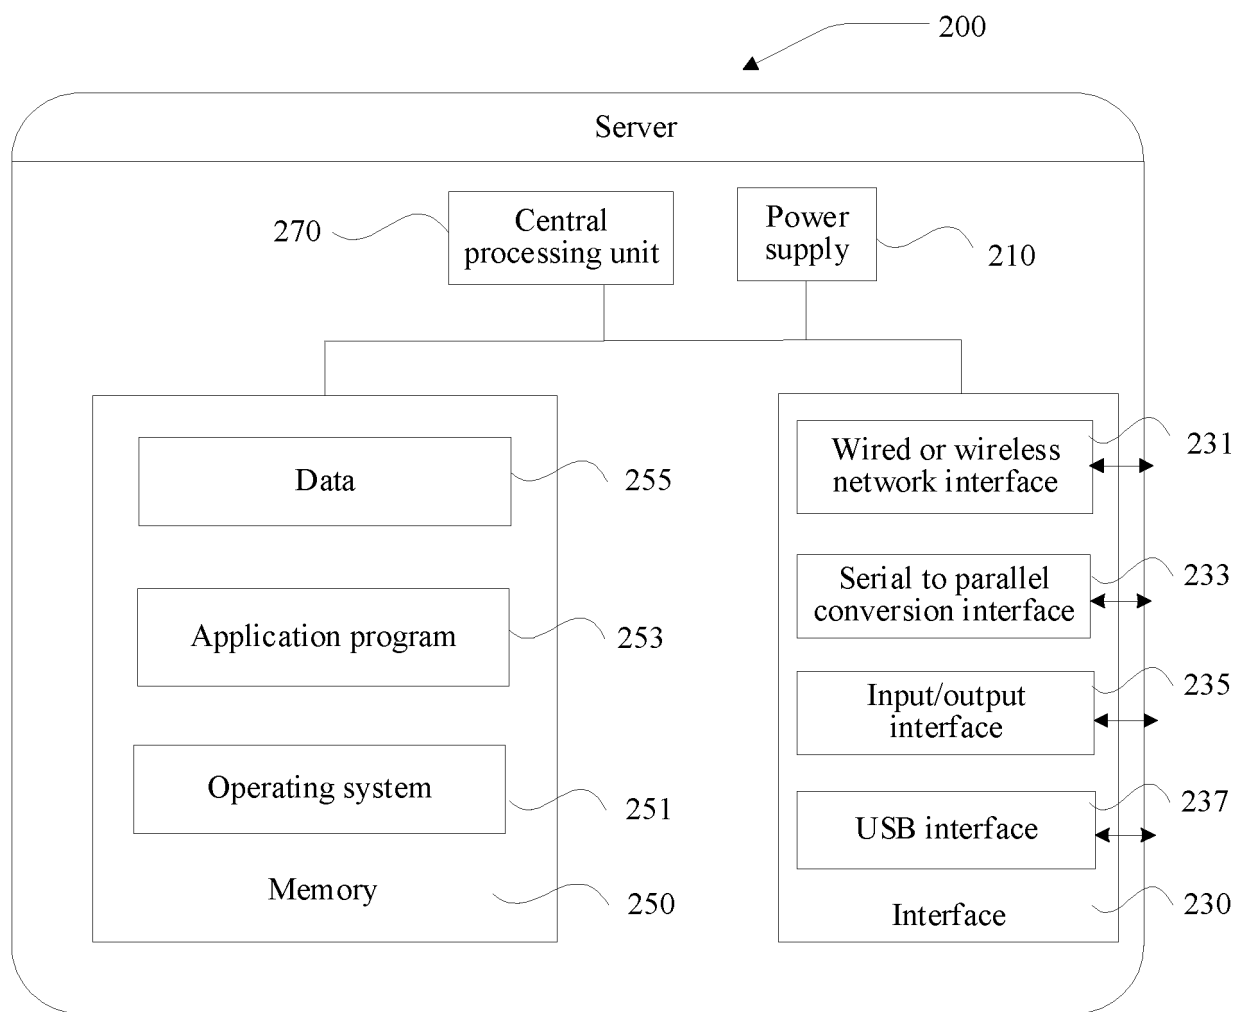 200
Server
270
Central
processing unit
Power
supply
210
Data
255
Application program
253
Operating system
251
Memory
250
Wired or wireless
network interface
231
Serial to parallel
conversion interface
233
Input/output
interface
235
USB interface
237
Interface
230